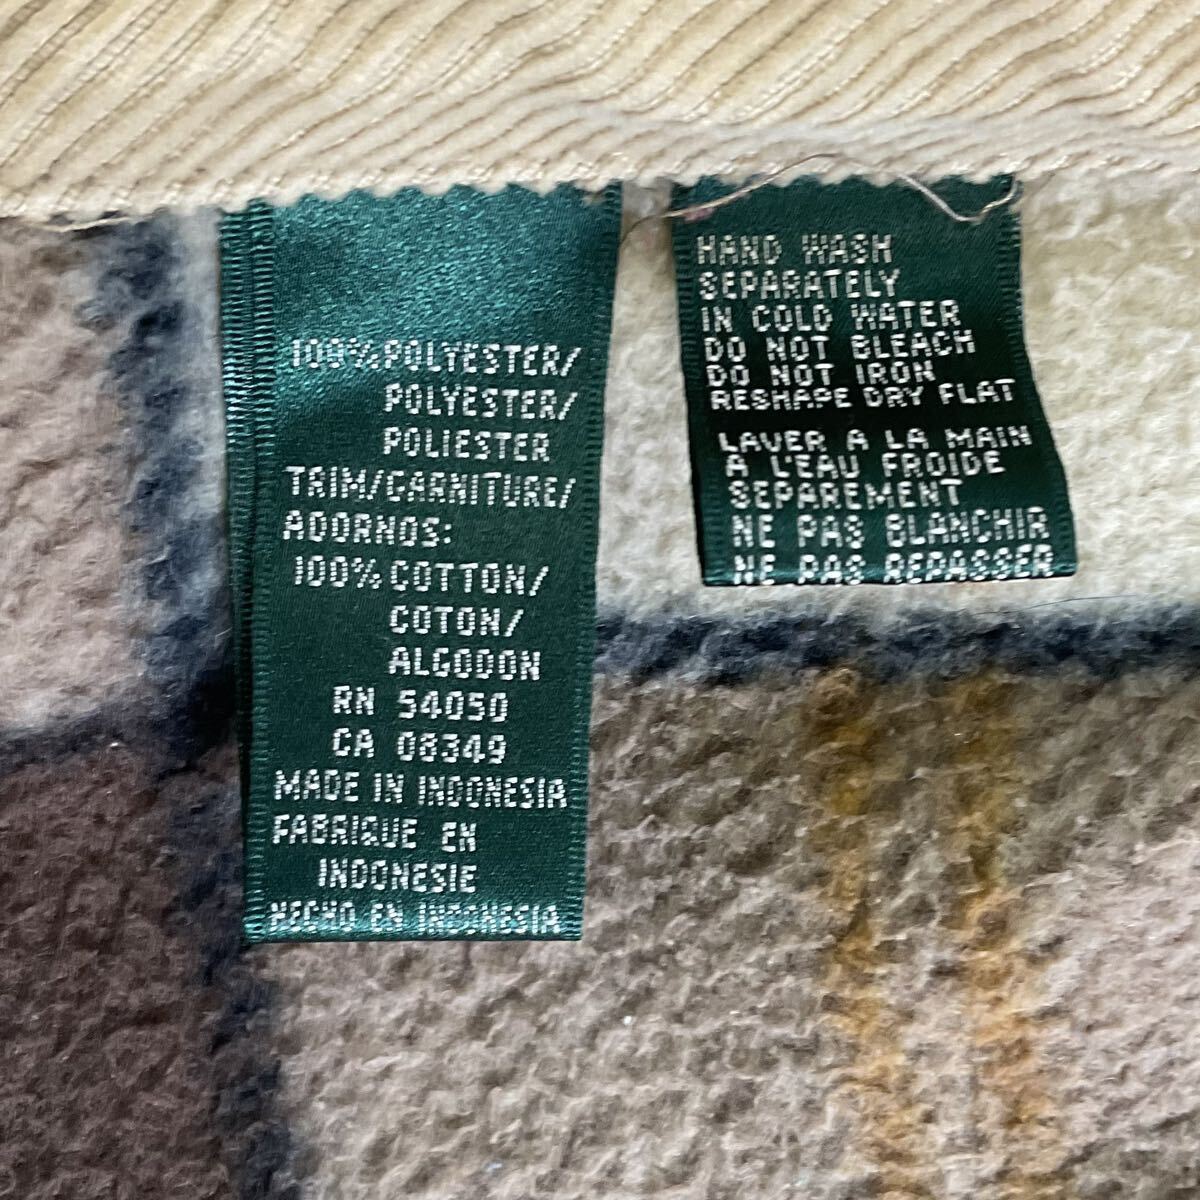 100% POLYESTER/
POLYESTER/
POLIESTER
TRIM/GARNITURE/
ADORNOS:
100% COTTON/
COTON/
ALGODON
RN 54050
CA 08349
MADE IN INDONESIA
FABRIQUE EN
INDONESIE
HECHO EN INDONESIA
HAND WASH
SEPARATELY
IN COLD WATER
DO NOT BLEACH
DO NOT IRON
RESHAPE DRY FLAT
LAVER A LA MAIN
A L'EAU FROIDE
SEPAREMENT
NE PAS BLANCHIR
NE PAS REPASSER